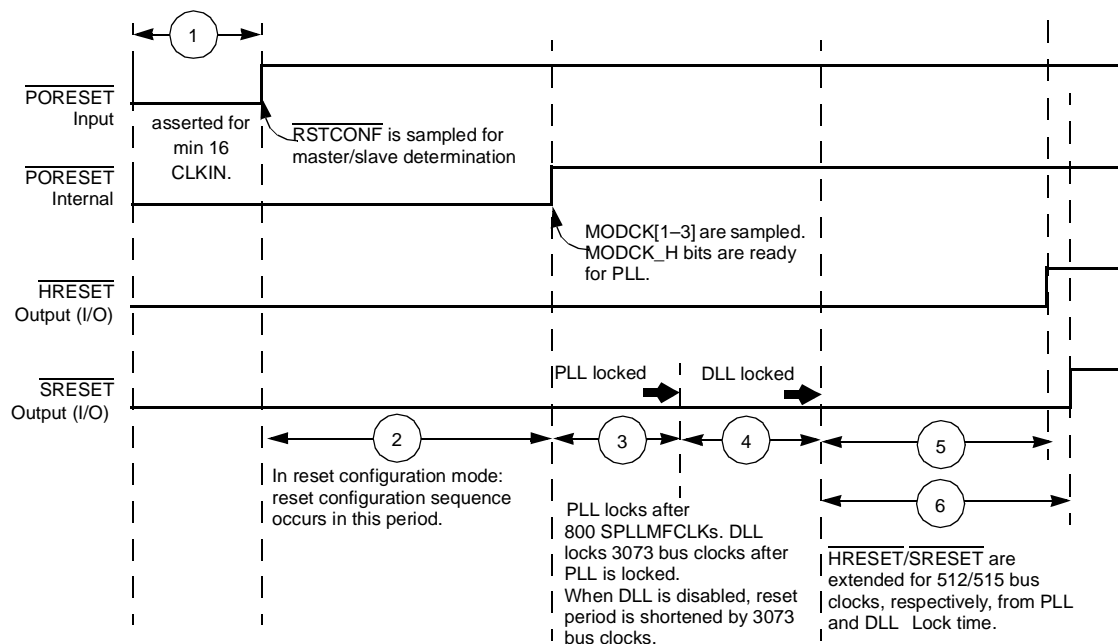 1
PORESET
Input
asserted for
min 16
CLKIN.
RSTCONF is sampled for
master/slave determination
PORESET
Internal
MODCK[1–3] are sampled.
MODCK_H bits are ready
for PLL.
HRESET
Output (I/O)
SRESET
Output (I/O)
PLL locked
DLL locked
2
3
4
5
6
In reset configuration mode:
reset configuration sequence
occurs in this period.
PLL locks after
800 SPLLMFCLKs. DLL
locks 3073 bus clocks after
PLL is locked.
When DLL is disabled, reset
period is shortened by 3073
bus clocks.
HRESET/SRESET are
extended for 512/515 bus
clocks, respectively, from PLL
and DLL Lock time.